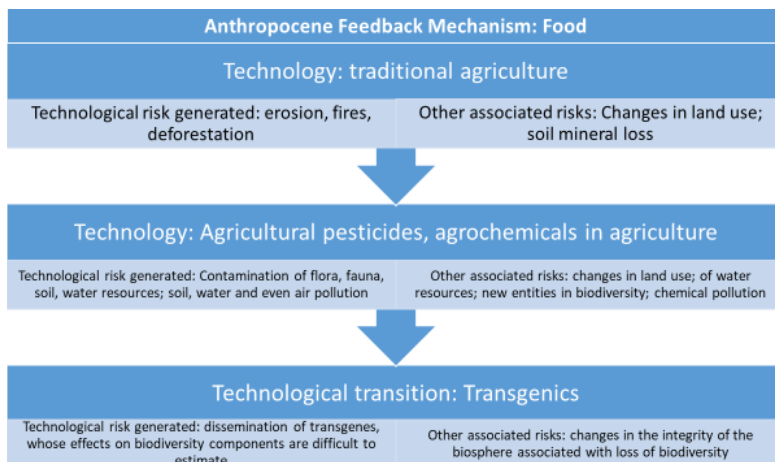 Anthropocene Feedback Mechanism: Food
Technology: traditional agriculture
Technological risk generated: erosion, fires,
deforestation
Other associated risks: Changes in land use;
soil mineral loss
Technology: Agricultural pesticides, agrochemicals in agriculture
Technological risk generated: Contamination of flora, fauna,
soil, water resources; soil, water and even air pollution
Other associated risks: changes in land use; of water
resources; new entities in biodiversity; chemical pollution
Technological transition: Transgenics
Technological risk generated: dissemination of transgenes,
whose effects on biodiversity components are difficult to
estimate
Other associated risks: changes in the integrity of the
biosphere associated with loss of biodiversity